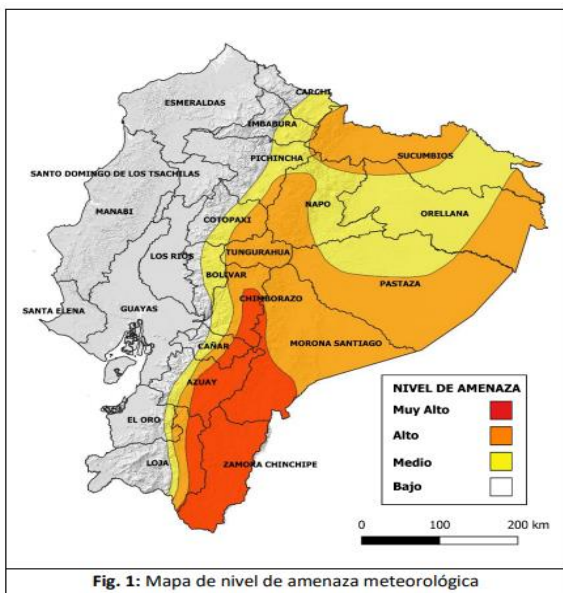 CARCHI
ESMERALDAS
IMBABURA
PICHINCHA
SUCUMBIOS
SANTO DOMINGO DE LOS TSACHILAS
NAPO
ORELLANA
MANABI
COTOPAXI
LOS RIOS
TUNGURAHUA
BOLIVAR
PASTAZA
SANTA ELENA
GUAYAS
CHIMBORAZO
CAÑAR
MORONA SANTIAGO
AZUAY
EL ORO
LOJA
ZAMORA CHINCHIPE
NIVEL DE AMENAZA
Muy Alto
Alto
Medio
Bajo
0 100 200 km
Fig. 1: Mapa de nivel de amenaza meteorológica